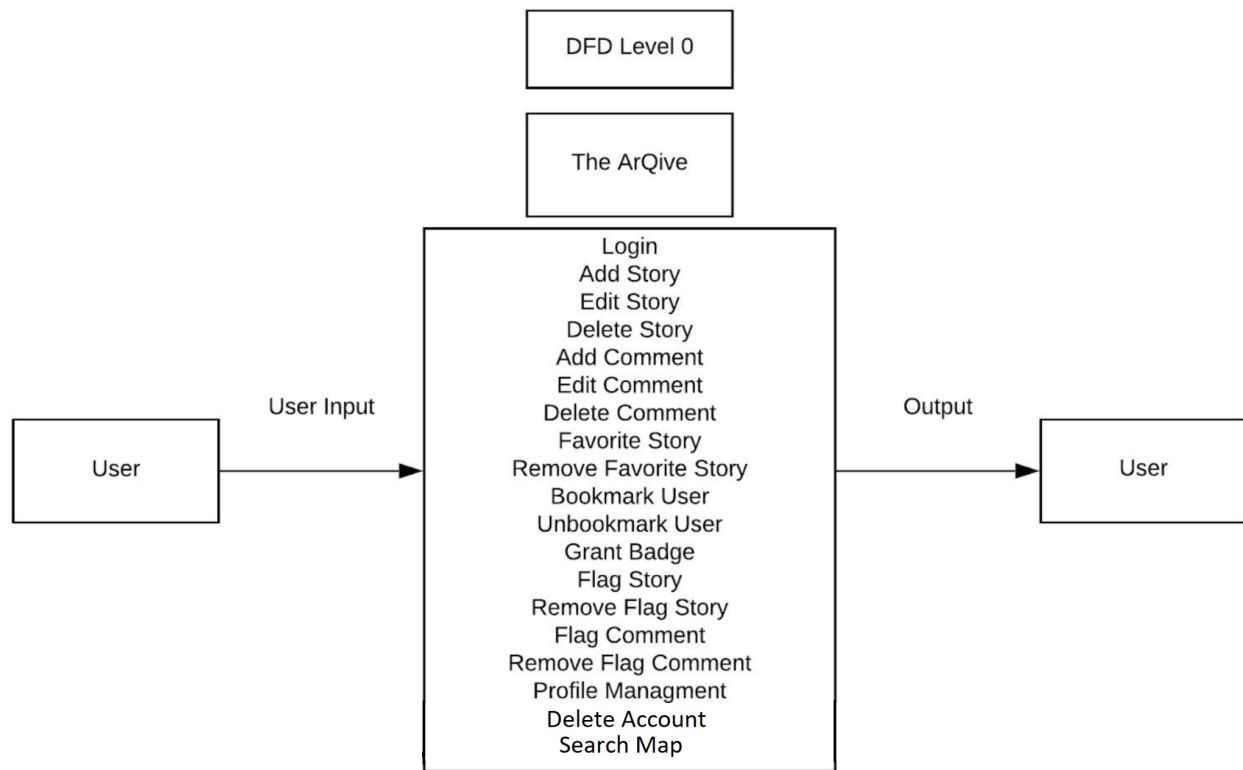 DFD Level 0
The ArQive
Login
Add Story
Edit Story
Delete Story
Add Comment
Edit Comment
Delete Comment
Favorite Story
Remove Favorite Story
Bookmark User
Unbookmark User
Grant Badge
Flag Story
Remove Flag Story
Flag Comment
Remove Flag Comment
Profile Managment
Delete Account
Search Map
User
User Input
Output
User